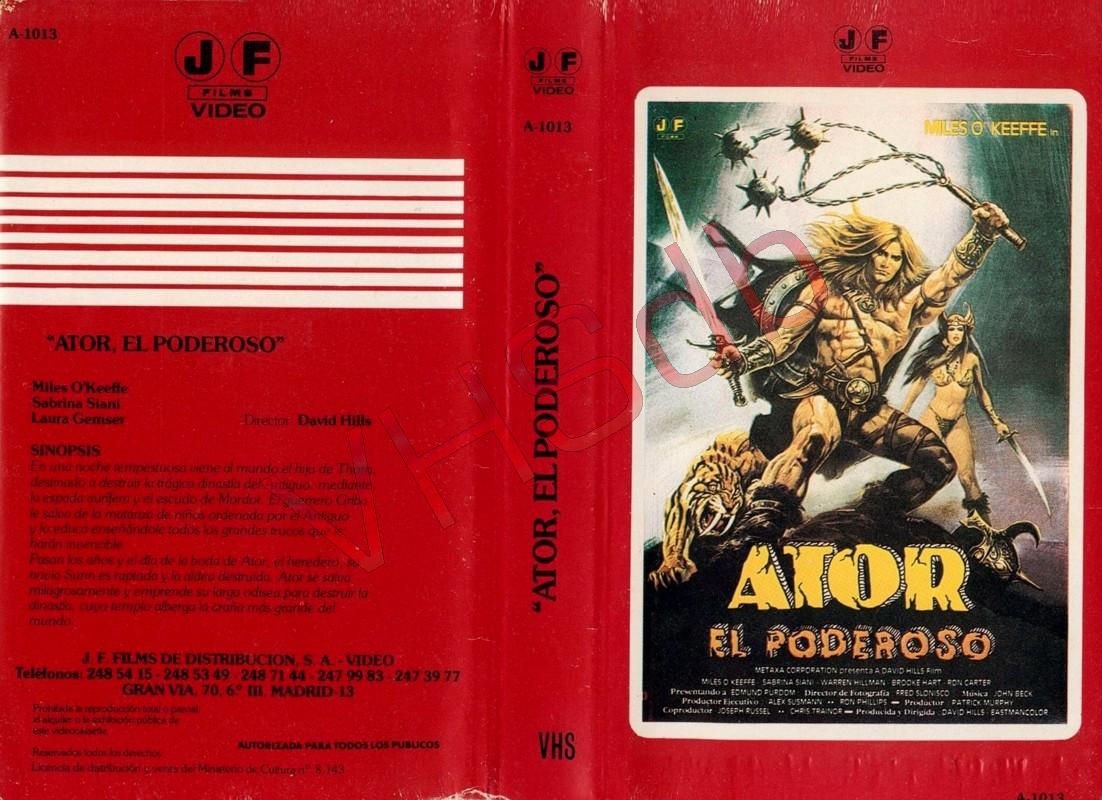 A-1013
J F
FILMS
VIDEO
"ATOR, EL PODEROSO"
Miles O'Keeffe
Sabrina Siani
Laura Gemser
Director: David Hills
SINOPSIS
En una noche tempestuosa viene al mundo el hijo de Thorn,
destinado a destruir la trágica dinastía del Antiguo, mediante
la espada aurífera y el escudo de Mordor. El guerrero Griba
le salva de la matanza de niños ordenada por el Antiguo
y lo educa enseñándole todos los grandes trucos que le
harán invencible.
Pasan los años y el día de la boda de Ator, el heredero, su
novia Sunn es raptada y la aldea destruida. Ator se salva
milagrosamente y emprende su larga odisea para destruir la
dinastía, cuyo templo alberga la araña más grande del
mundo.
J. F. FILMS DE DISTRIBUCION, S. A. - VIDEO
Teléfonos: 248 54 15 - 248 53 49 - 248 71 44 - 247 99 83 - 247 39 77
GRAN VIA, 70, 6.º III. MADRID-13
Prohibida la reproducción total o parcial,
el alquiler o la exhibición pública de
este videocassette.
AUTORIZADA PARA TODOS LOS PUBLICOS
Reservados todos los derechos.
Licencia de distribución y venta del Ministerio de Cultura nº 8.143
J F
FILMS
VIDEO
A-1013
"ATOR, EL PODEROSO"
VHS
J F
FILMS
VIDEO
J F
FILMS
MILES O'KEEFFE in
ATOR
EL PODEROSO
METAXA CORPORATION presenta A DAVID HILLS Film
MILES O KEEFFE - SABRINA SIANI - WARREN HILLMAN - BROOKE HART - RON CARTER
Presentando a EDMUND PURDOM Director de Fotografía FRED SLONISCO Música JOHN BECK
Productor Ejecutivo ALEX SUSMANN -- RON PHILLIPS — Productor PATRICK MURPHY
Coproductor JOSEPH RUSSEL -- CHRIS TRAINOR — Producida y Dirigida DAVID HILLS - EASTMANCOLOR
A-1013
VHSdb